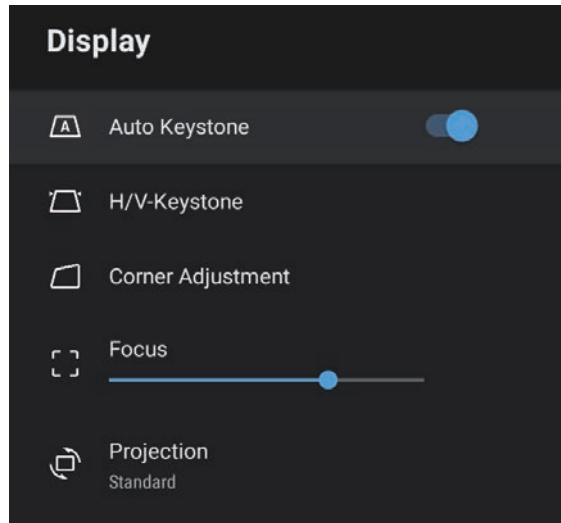 Display
A
Auto Keystone
H/V-Keystone
Corner Adjustment
Focus
Projection
Standard